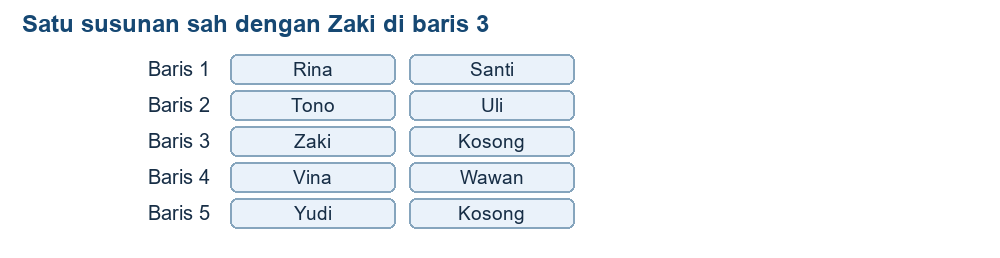 Satu susunan sah dengan Zaki di baris 3
Baris 1 Rina Santi
Baris 2 Tono Uli
Baris 3 Zaki Kosong
Baris 4 Vina Wawan
Baris 5 Yudi Kosong